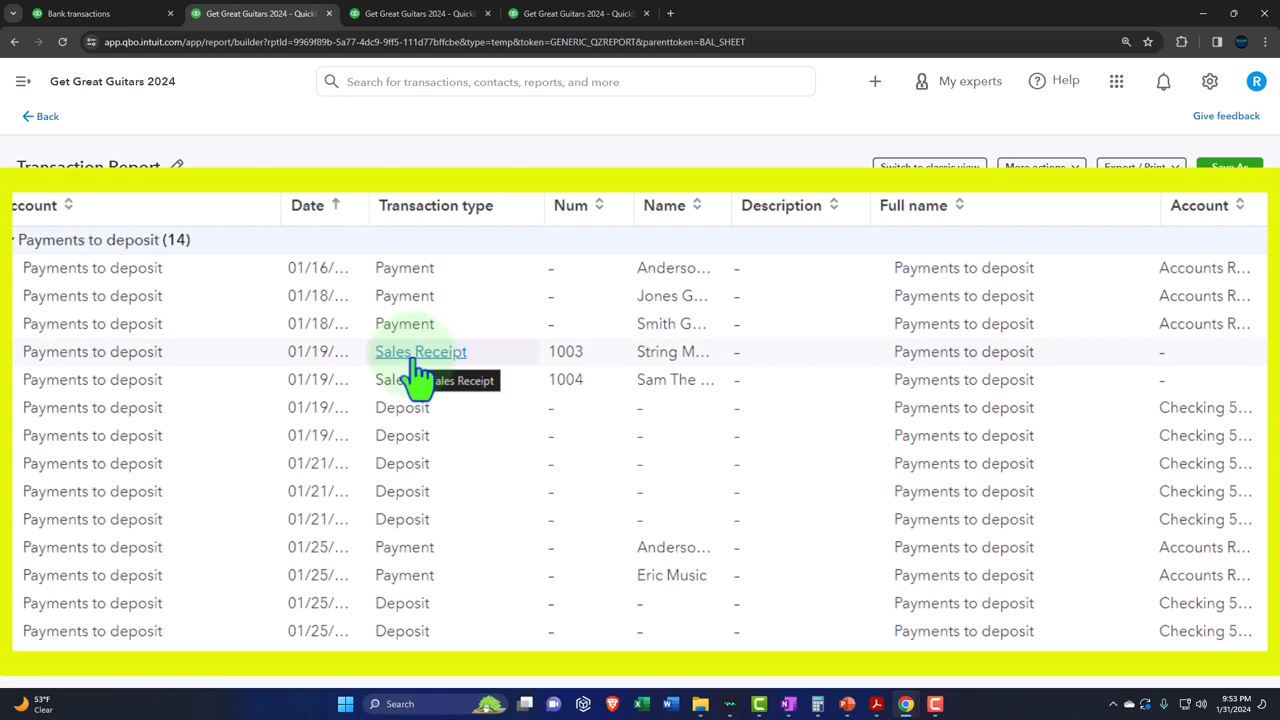 Bank transactions
Get Great Guitars 2024 - QuickB
Get Great Guitars 2024 - QuickB
Get Great Guitars 2024 - QuickB
app.qbo.intuit.com/app/report/builder?rptId=9969f89b-5a77-4dc9-9ff5-111d77bffcbe&type=temp&token=GENERIC_QZREPORT&parenttoken=BAL_SHEET
Get Great Guitars 2024
Search for transactions, contacts, reports, and more
My experts
Help
R
Back
Give feedback
Transaction Report
Switch to classic view
More actions
Export / Print
Save As
ccount Date Transaction type Num Name Description Full name Account
Payments to deposit (14)
Payments to deposit 01/16/... Payment - Anderso... - Payments to deposit Accounts R...
Payments to deposit 01/18/... Payment - Jones G... - Payments to deposit Accounts R...
Payments to deposit 01/18/... Payment - Smith G... - Payments to deposit Accounts R...
Payments to deposit 01/19/... Sales Receipt 1003 String M... - Payments to deposit -
Payments to deposit 01/19/... Sales 1004 Sam The ... - Payments to deposit -
ales Receipt
Payments to deposit 01/19/... Deposit - - - Payments to deposit Checking 5...
Payments to deposit 01/19/... Deposit - - - Payments to deposit Checking 5...
Payments to deposit 01/21/... Deposit - - - Payments to deposit Checking 5...
Payments to deposit 01/21/... Deposit - - - Payments to deposit Checking 5...
Payments to deposit 01/21/... Deposit - - - Payments to deposit Checking 5...
Payments to deposit 01/25/... Payment - Anderso... - Payments to deposit Accounts R...
Payments to deposit 01/25/... Payment - Eric Music - Payments to deposit Accounts R...
Payments to deposit 01/25/... Deposit - - - Payments to deposit Checking 5...
Payments to deposit 01/25/... Deposit - - - Payments to deposit Checking 5...
53°F
Clear
Search
9:53 PM
1/31/2024